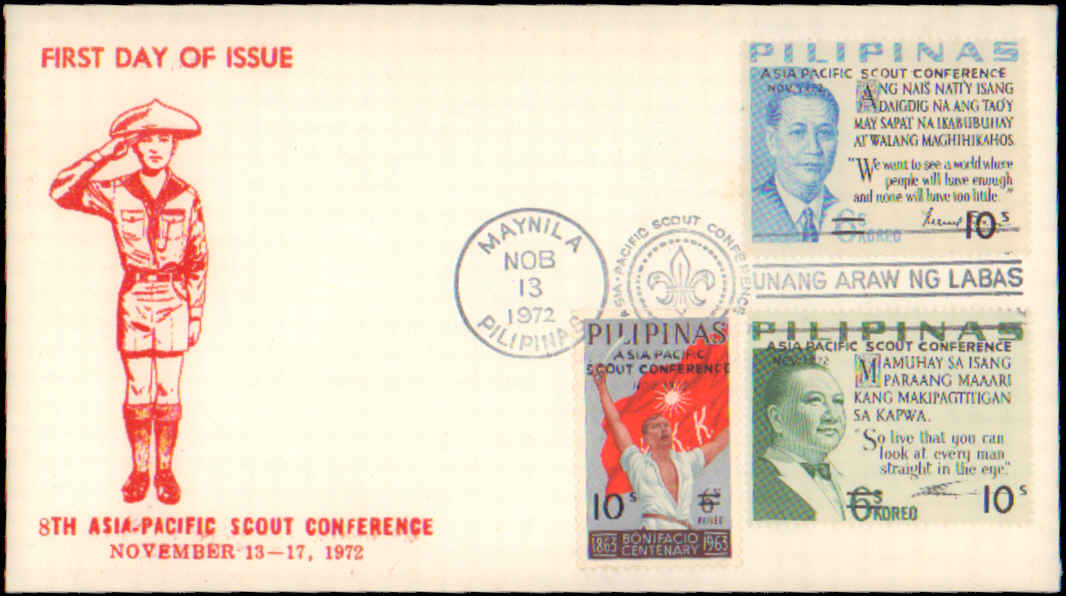 FIRST DAY OF ISSUE
8TH ASIA-PACIFIC SCOUT CONFERENCE
NOVEMBER 13-17, 1972
MAYNILA
NOB
13
1972
PILIPINAS
ASIA-PACIFIC SCOUT CONFERENCE
UNANG ARAW NG LABAS
PILIPINAS
ASIA PACIFIC SCOUT CONFERENCE
NOV. 1972
ANG NAIS NATI'Y ISANG
DAIGDIG NA ANG TAO'Y
MAY SAPAT NA IKABUBUHAY
AT WALANG MAGHIHIKAHOS.
"We want to see a world where
people will have enough
and none will have too little."
6s
KOREO
10s
PILIPINAS
ASIA PACIFIC
SCOUT CONFERENCE
NOV. 1972
K. K.
10s
6s
KOREO
1863 BONIFACIO CENTENARY 1963
PILIPINAS
ASIA PACIFIC SCOUT CONFERENCE
NOV. 1972
MAMUHAY SA ISANG
PARAANG MAAARI
KANG MAKIPAGTITIGAN
SA KAPWA.
"So live that you can
look at every man
straight in the eye."
6s
KOREO
10s